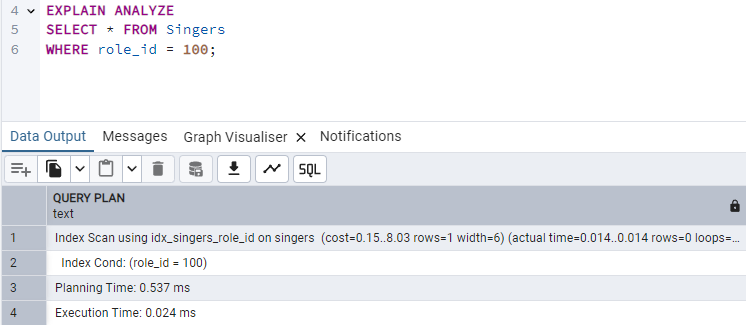 4 EXPLAIN ANALYZE
5 SELECT * FROM Singers
6 WHERE role_id = 100;
Data Output Messages Graph Visualiser Notifications
SQL
QUERY PLAN
text
1 Index Scan using idx_singers_role_id on singers (cost=0.15..8.03 rows=1 width=6) (actual time=0.014..0.014 rows=0 loops=...
2 Index Cond: (role_id = 100)
3 Planning Time: 0.537 ms
4 Execution Time: 0.024 ms